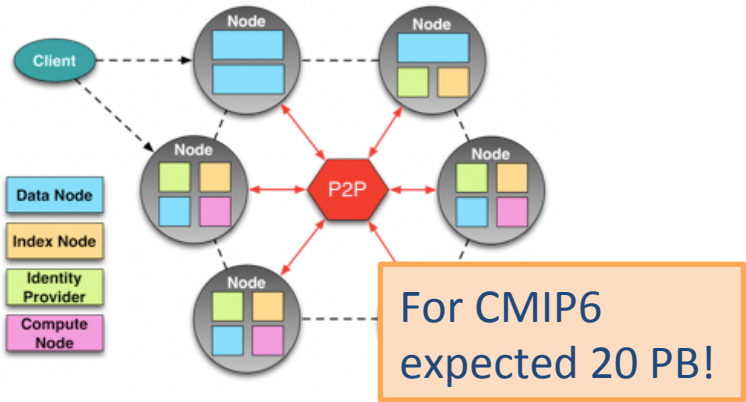 Node
Node
Client
Node
Node
P2P
Data Node
Index Node
Identity
Provider
Compute
Node
Node
For CMIP6
expected 20 PB!